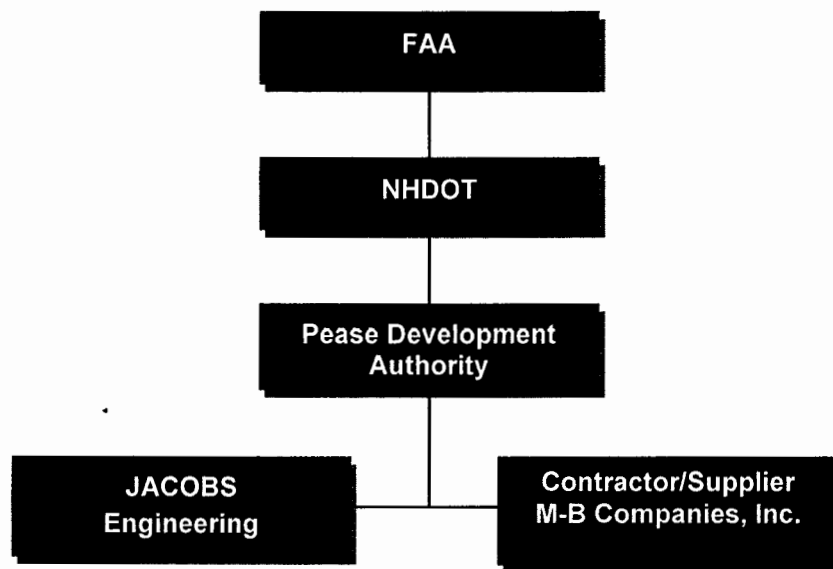 FAA
NHDOT
Pease Development
Authority
JACOBS
Engineering
Contractor/Supplier
M-B Companies, Inc.